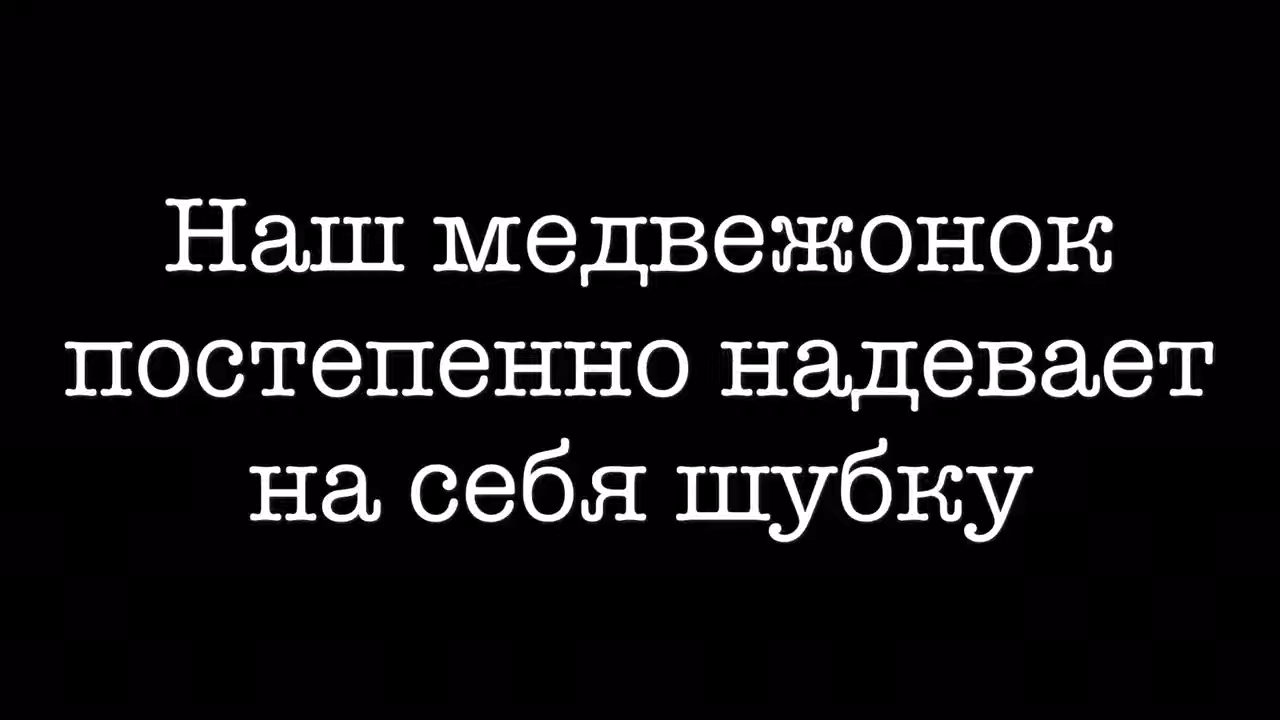 Наш медвежонок
постепенно надевает
на себя шубку